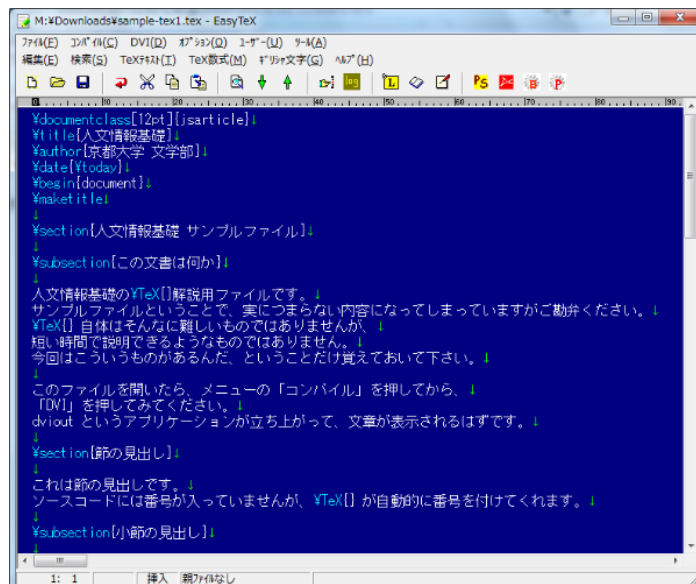 M:¥Downloads¥sample-tex1.tex - EasyTeX
ファイル(F) コンパイル(C) DVI(D) オプション(O) ユーザー(U) ツール(A)
編集(E) 検索(S) TeXテキスト(I) TeX数式(M) ギリシャ文字(G) ヘルプ(H)
log L PS B P
0 10 20 30 40 50 60 70 80 90
¥documentclass[12pt]{jsarticle}↓
¥title{人文情報基礎}↓
¥author{京都大学 文学部}↓
¥date{¥today}↓
¥begin{document}↓
¥maketitle↓
↓
¥section{人文情報基礎 サンプルファイル}↓
↓
¥subsection{この文書は何か}↓
↓
人文情報基礎の¥TeX{}解説用ファイルです。↓
サンプルファイルということで、実につまらない内容になってしまっていますがご勘弁ください。↓
¥TeX{} 自体はそんなに難しいものではありませんが、↓
短い時間で説明できるようなものではありません。↓
今回はこういうものがあるんだ、ということだけ覚えておいて下さい。↓
↓
このファイルを開いたら、メニューの「コンパイル」を押してから、↓
「DVI」を押してみてください。↓
dviout というアプリケーションが立ち上がって、文章が表示されるはずです。↓
↓
¥section{節の見出し}↓
↓
これは節の見出しです。↓
ソースコードには番号が入っていませんが、¥TeX{} が自動的に番号を付けてくれます。↓
↓
¥subsection{小節の見出し}↓
↓
1: 1 挿入 親ファイルなし